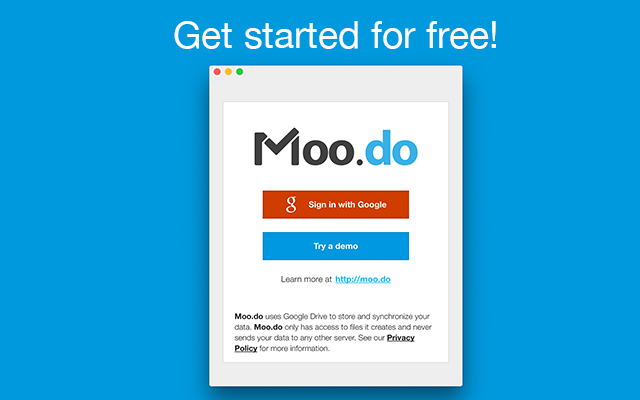 Get started for free!
Moo.do
g Sign in with Google
Try a demo
Learn more at http://moo.do
Moo.do uses Google Drive to store and synchronize your
data. Moo.do only has access to files it creates and never
sends your data to any other server. See our Privacy
Policy for more information.